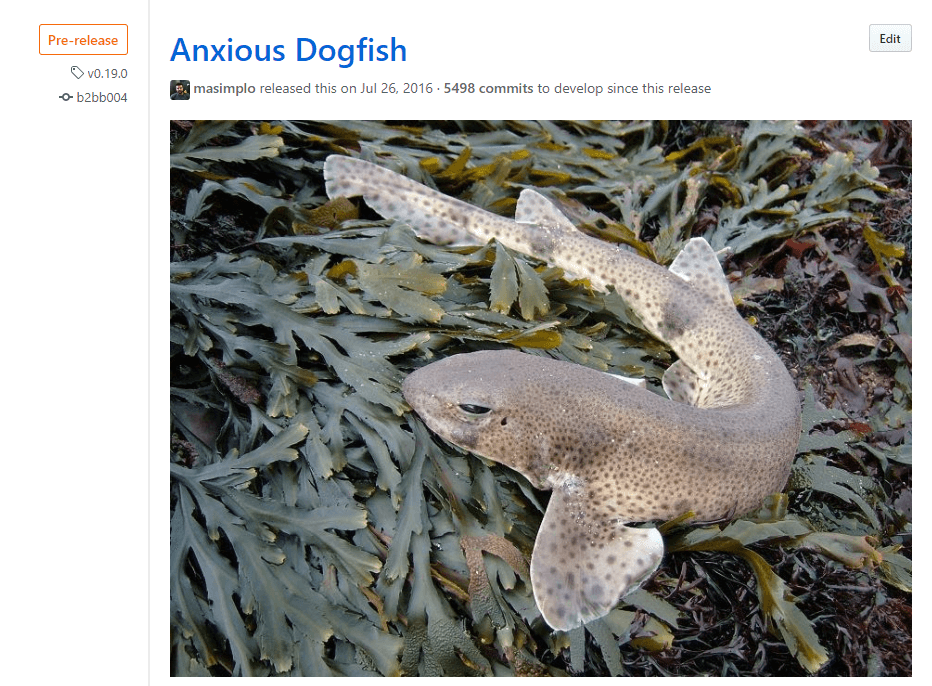 Pre-release
v0.19.0
b2bb004
Anxious Dogfish
Edit
masimplo released this on Jul 26, 2016 · 5498 commits to develop since this release